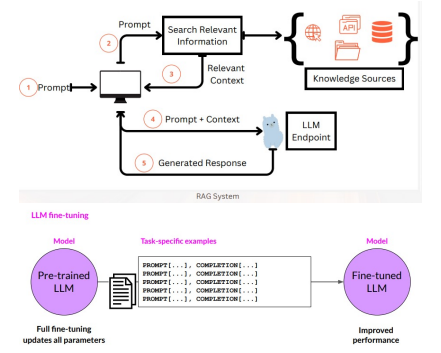 2
Prompt
Search Relevant
Information
API
Knowledge Sources
3
Relevant
Context
1
Prompt
4
Prompt + Context
LLM
Endpoint
5
Generated Response
RAG System
LLM fine-tuning
Model
Task-specific examples
Model
Pre-trained
LLM
PROMPT[...], COMPLETION[...]
PROMPT[...], COMPLETION[...]
PROMPT[...], COMPLETION[...]
PROMPT[...], COMPLETION[...]
PROMPT[...], COMPLETION[...]
Fine-tuned
LLM
Full fine-tuning
updates all parameters
Improved
performance